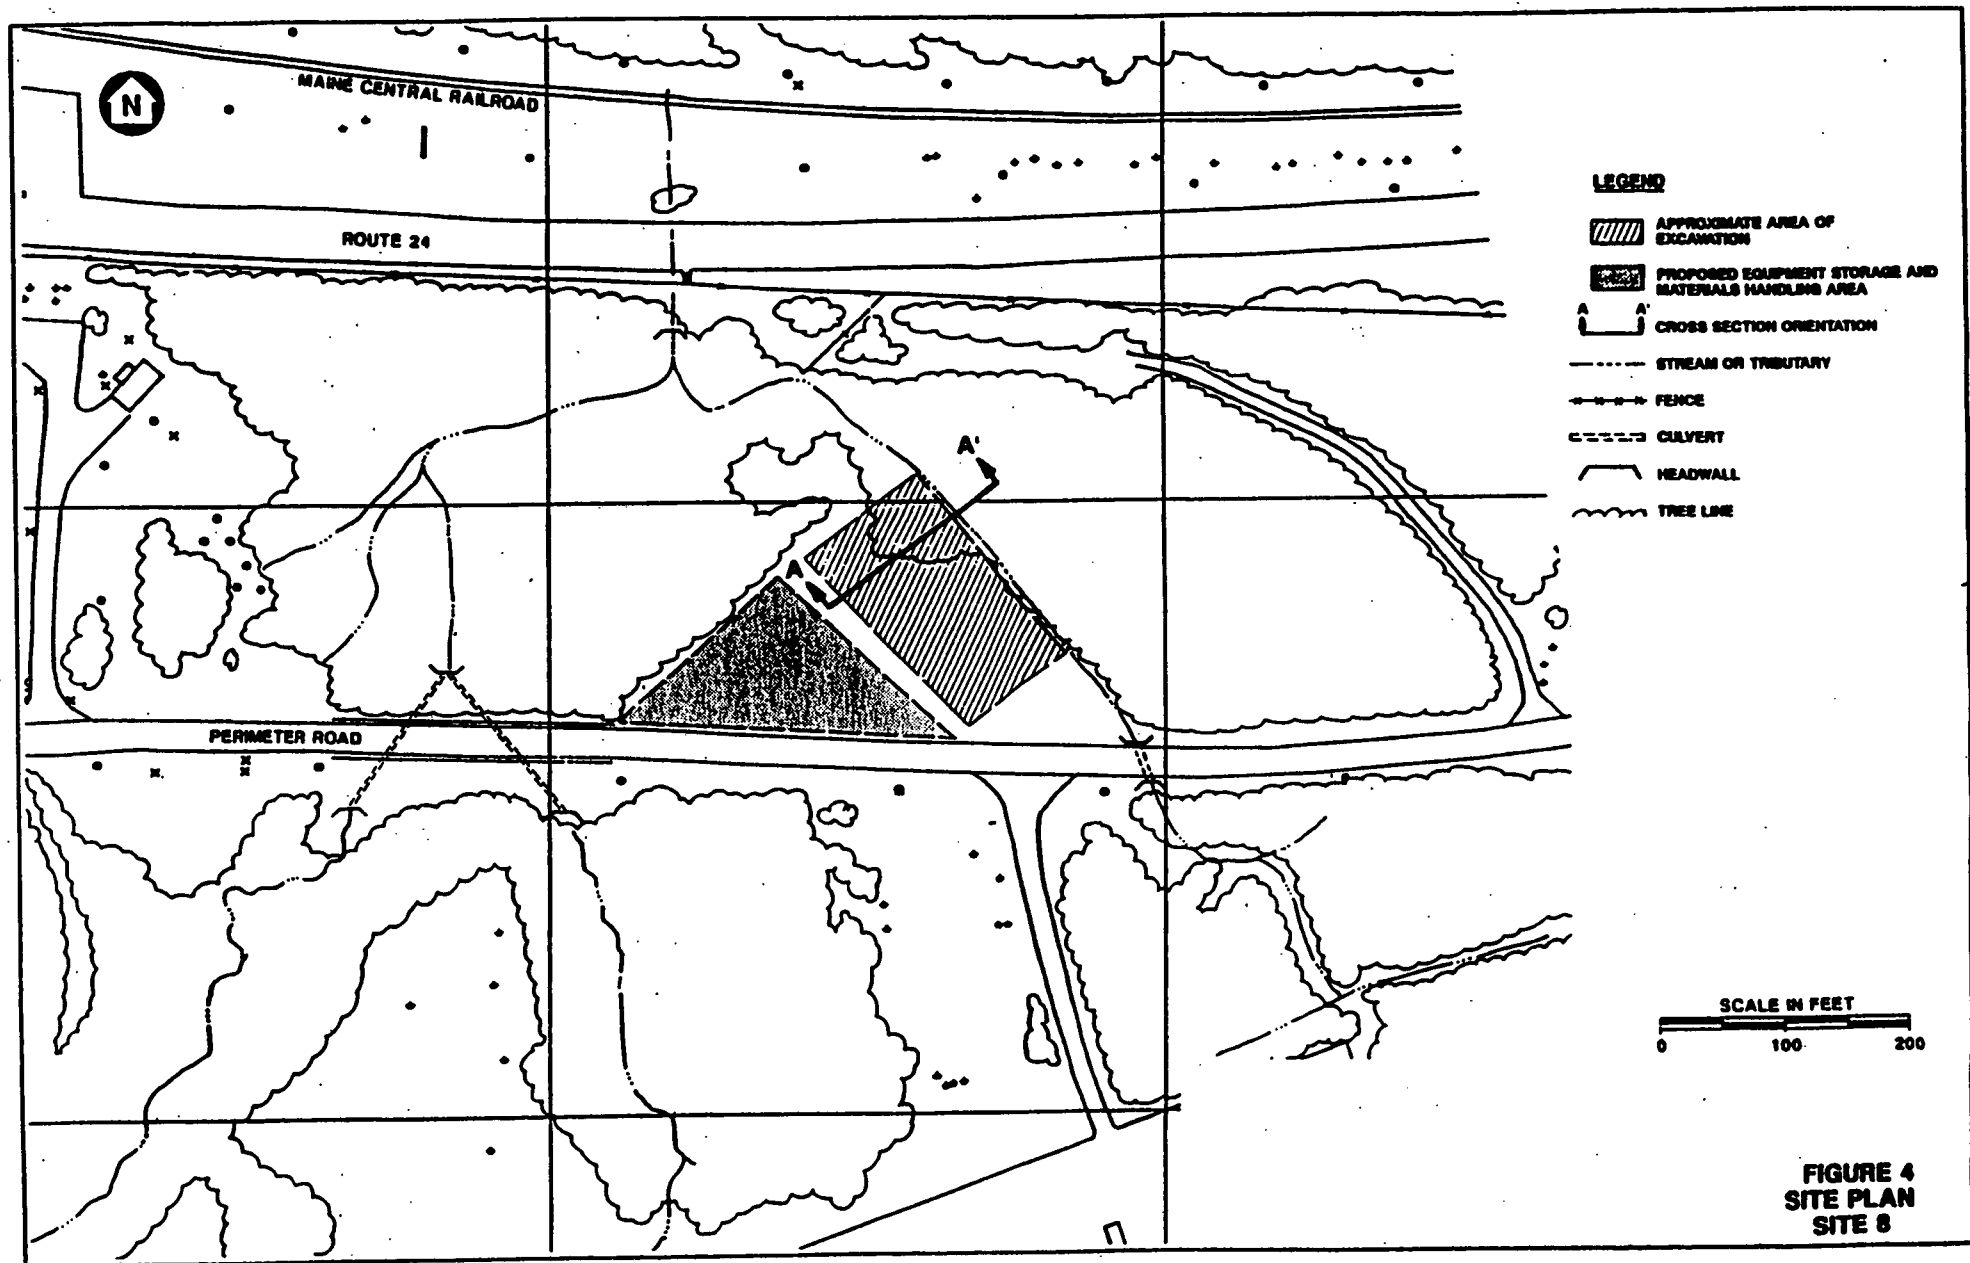 N
MAINE CENTRAL RAILROAD
ROUTE 24
A'
A
PERIMETER ROAD
LEGEND
APPROXIMATE AREA OF
EXCAVATION
PROPOSED EQUIPMENT STORAGE AND
MATERIALS HANDLING AREA
A A'
CROSS SECTION ORIENTATION
STREAM OR TRIBUTARY
FENCE
CULVERT
HEADWALL
TREE LINE
SCALE IN FEET
0 100 200
FIGURE 4
SITE PLAN
SITE 8